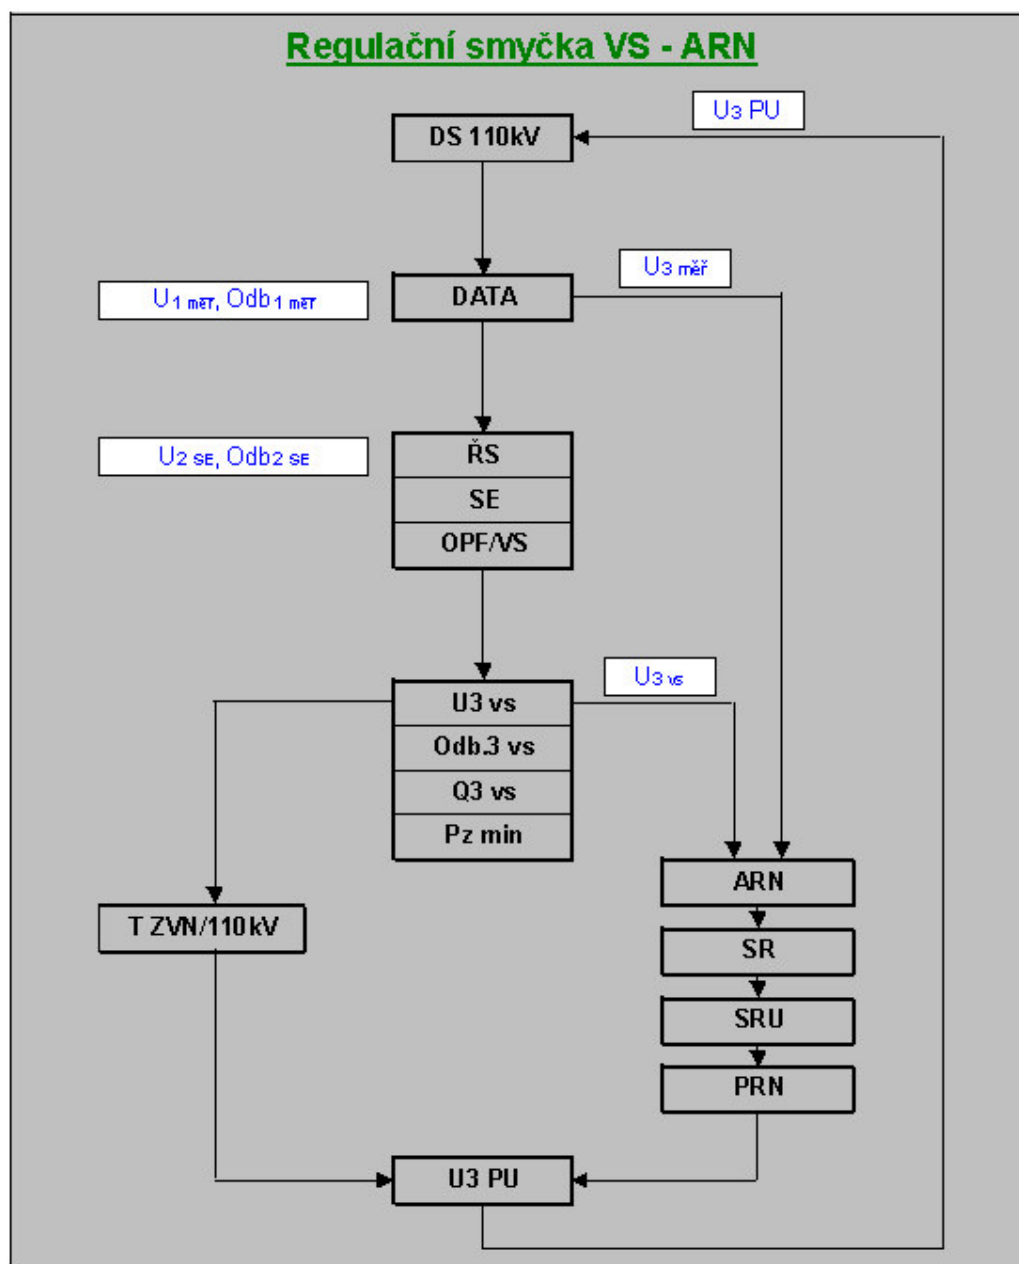 Regulační smyčka VS - ARN
U3 PU
DS 110kV
U3 měř
DATA
U1 měř, Odb1 měř
ŘS
U2 SE, Odb2 SE
SE
OPF/VS
U3 vs
U3 vs
Odb.3 vs
Q3 vs
Pz min
ARN
T ZVN/110kV
SR
SRU
PRN
U3 PU